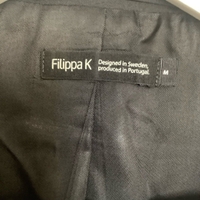 Filippa K
Designed in Sweden,
produced in Portugal.
M